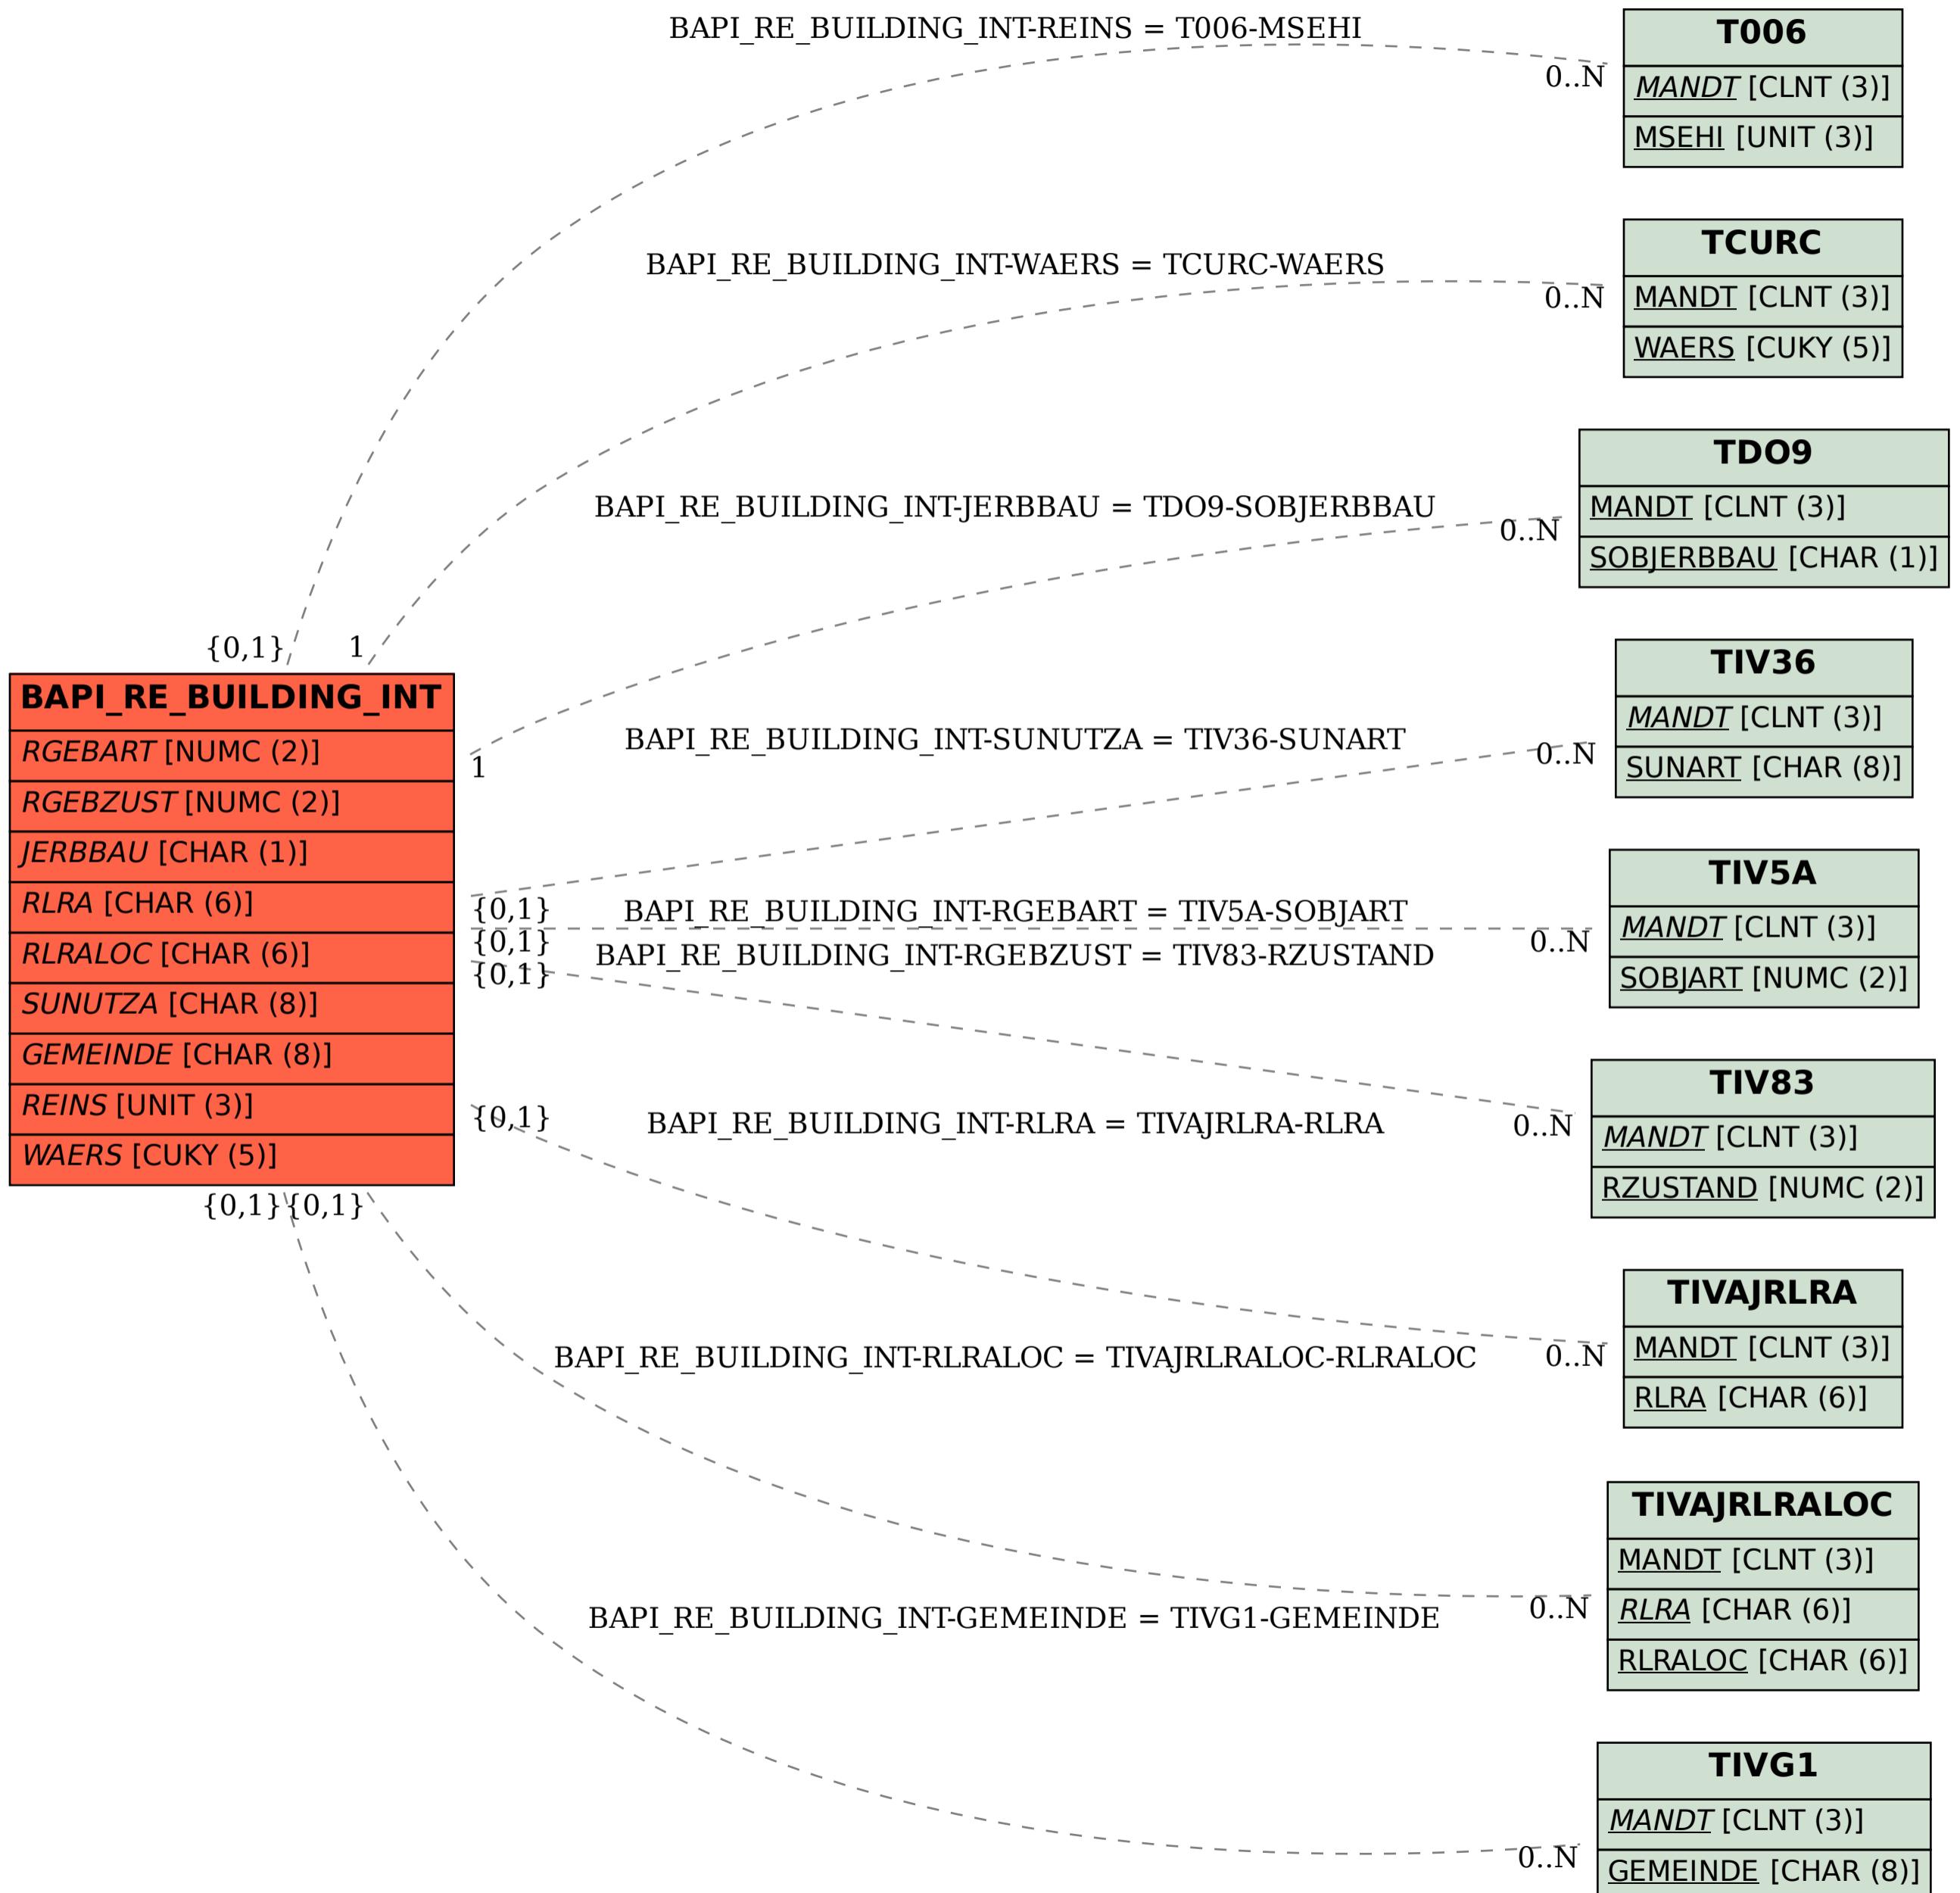 BAPI_RE_BUILDING_INT-REINS = T006-MSEHI
0..N
T006
MANDT [CLNT (3)]
MSEHI [UNIT (3)]
BAPI_RE_BUILDING_INT-WAERS = TCURC-WAERS
0..N
TCURC
MANDT [CLNT (3)]
WAERS [CUKY (5)]
BAPI_RE_BUILDING_INT-JERBBAU = TDO9-SOBJERBBAU
0..N
TDO9
MANDT [CLNT (3)]
SOBJERBBAU [CHAR (1)]
{0,1}
1
BAPI_RE_BUILDING_INT
RGEBART [NUMC (2)]
RGEBZUST [NUMC (2)]
JERBBAU [CHAR (1)]
RLRA [CHAR (6)]
RLRALOC [CHAR (6)]
SUNUTZA [CHAR (8)]
GEMEINDE [CHAR (8)]
REINS [UNIT (3)]
WAERS [CUKY (5)]
1
BAPI_RE_BUILDING_INT-SUNUTZA = TIV36-SUNART
0..N
TIV36
MANDT [CLNT (3)]
SUNART [CHAR (8)]
{0,1}
BAPI_RE_BUILDING_INT-RGEBART = TIV5A-SOBJART
{0,1}
0..N
TIV5A
MANDT [CLNT (3)]
SOBJART [NUMC (2)]
BAPI_RE_BUILDING_INT-RGEBZUST = TIV83-RZUSTAND
{0,1}
0..N
TIV83
MANDT [CLNT (3)]
RZUSTAND [NUMC (2)]
{0,1}
BAPI_RE_BUILDING_INT-RLRA = TIVAJRLRA-RLRA
0..N
TIVAJRLRA
MANDT [CLNT (3)]
RLRA [CHAR (6)]
{0,1}
{0,1}
BAPI_RE_BUILDING_INT-RLRALOC = TIVAJRLRALOC-RLRALOC
0..N
TIVAJRLRALOC
MANDT [CLNT (3)]
RLRA [CHAR (6)]
RLRALOC [CHAR (6)]
BAPI_RE_BUILDING_INT-GEMEINDE = TIVG1-GEMEINDE
0..N
TIVG1
MANDT [CLNT (3)]
GEMEINDE [CHAR (8)]